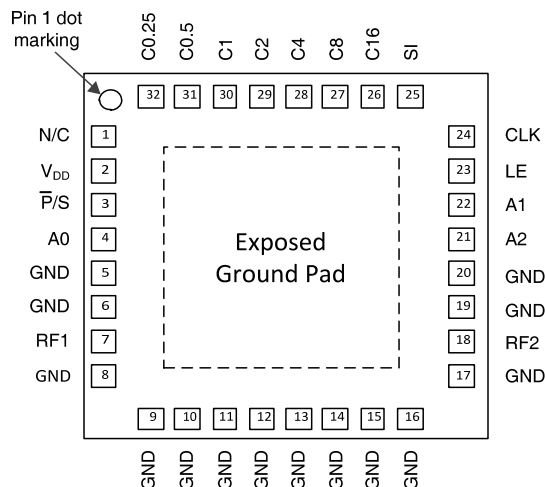 Pin 1 dot
marking
C0.25
C0.5
C1
C2
C4
C8
C16
SI
32
31
30
29
28
27
26
25
N/C
1
24
CLK
VDD
2
23
LE
P̅/S
3
22
A1
A0
4
21
A2
GND
5
20
GND
GND
6
19
GND
RF1
7
18
RF2
GND
8
17
GND
Exposed
Ground Pad
9
10
11
12
13
14
15
16
GND
GND
GND
GND
GND
GND
GND
GND